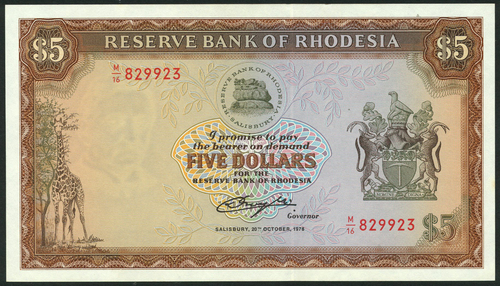 $5 RESERVE BANK OF RHODESIA $5
M/16 829923
RESERVE BANK OF RHODESIA
SALISBURY
I promise to pay
the bearer on demand
FIVE DOLLARS
FOR THE
RESERVE BANK OF RHODESIA
Governor
SALISBURY, 20TH OCTOBER, 1978
M/16 829923 $5